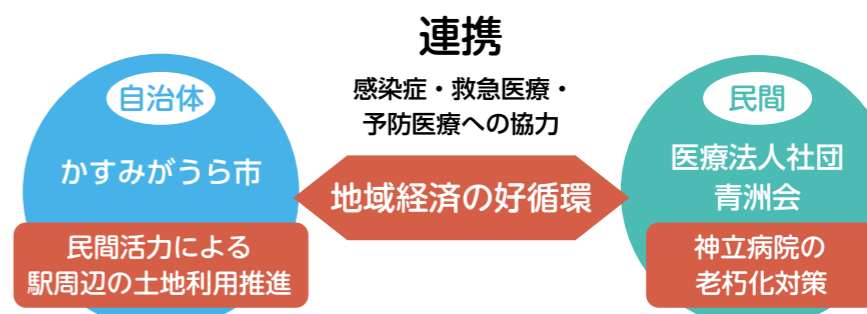 連携
感染症・救急医療・
予防医療への協力
自治体
かすみがうら市
民間活力による
駅周辺の土地利用推進
地域経済の好循環
民間
医療法人社団
青洲会
神立病院の
老朽化対策